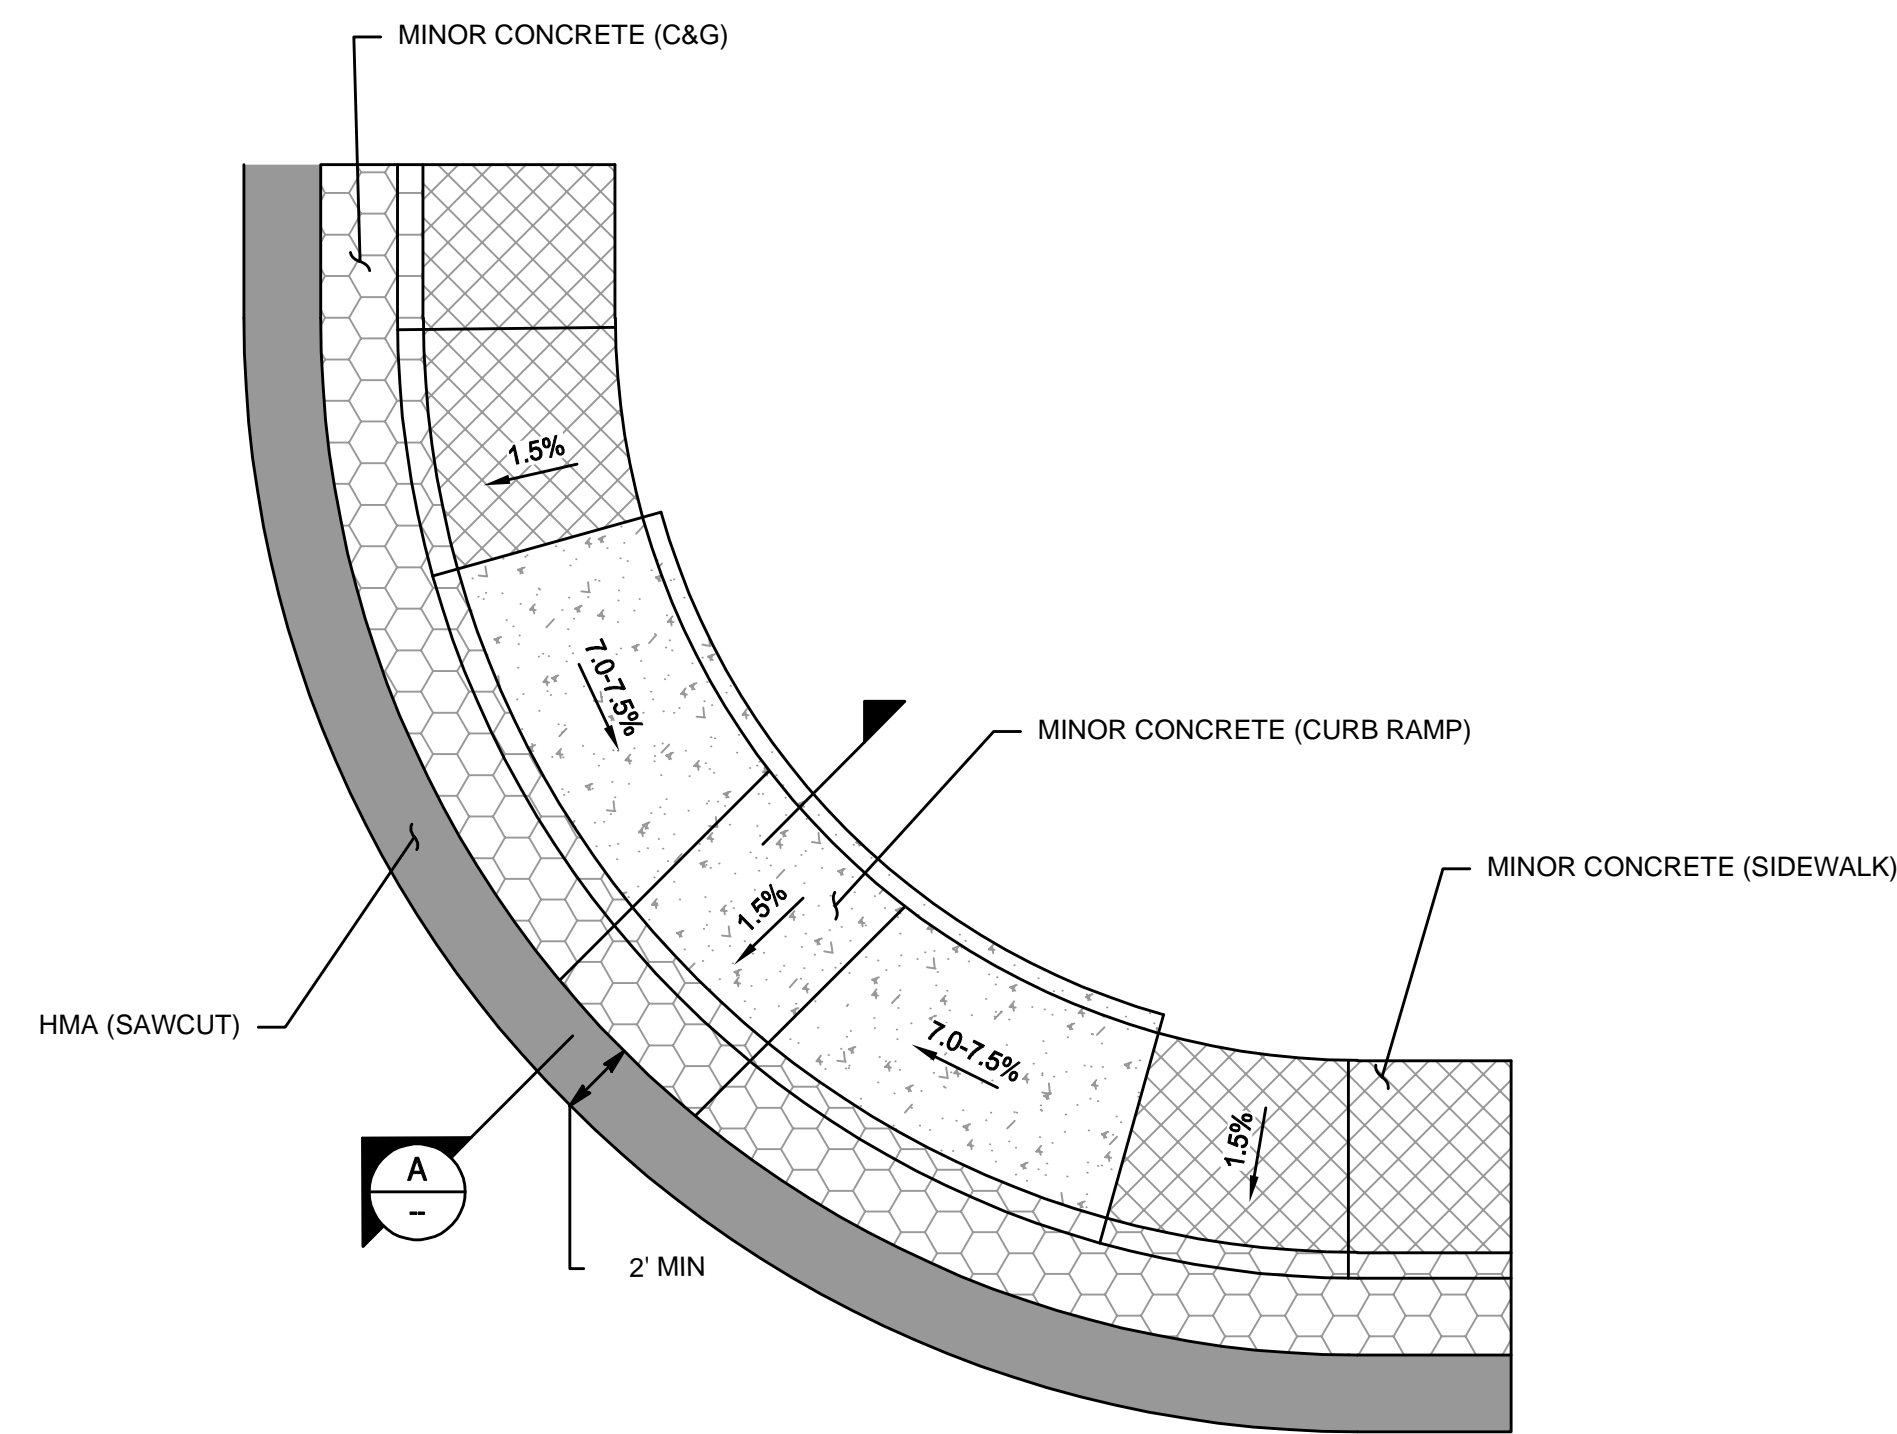 MINOR CONCRETE (C&G)
1.5%
7.0-7.5%
MINOR CONCRETE (CURB RAMP)
1.5%
MINOR CONCRETE (SIDEWALK)
HMA (SAWCUT)
7.0-7.5%
1.5%
A
--
2' MIN